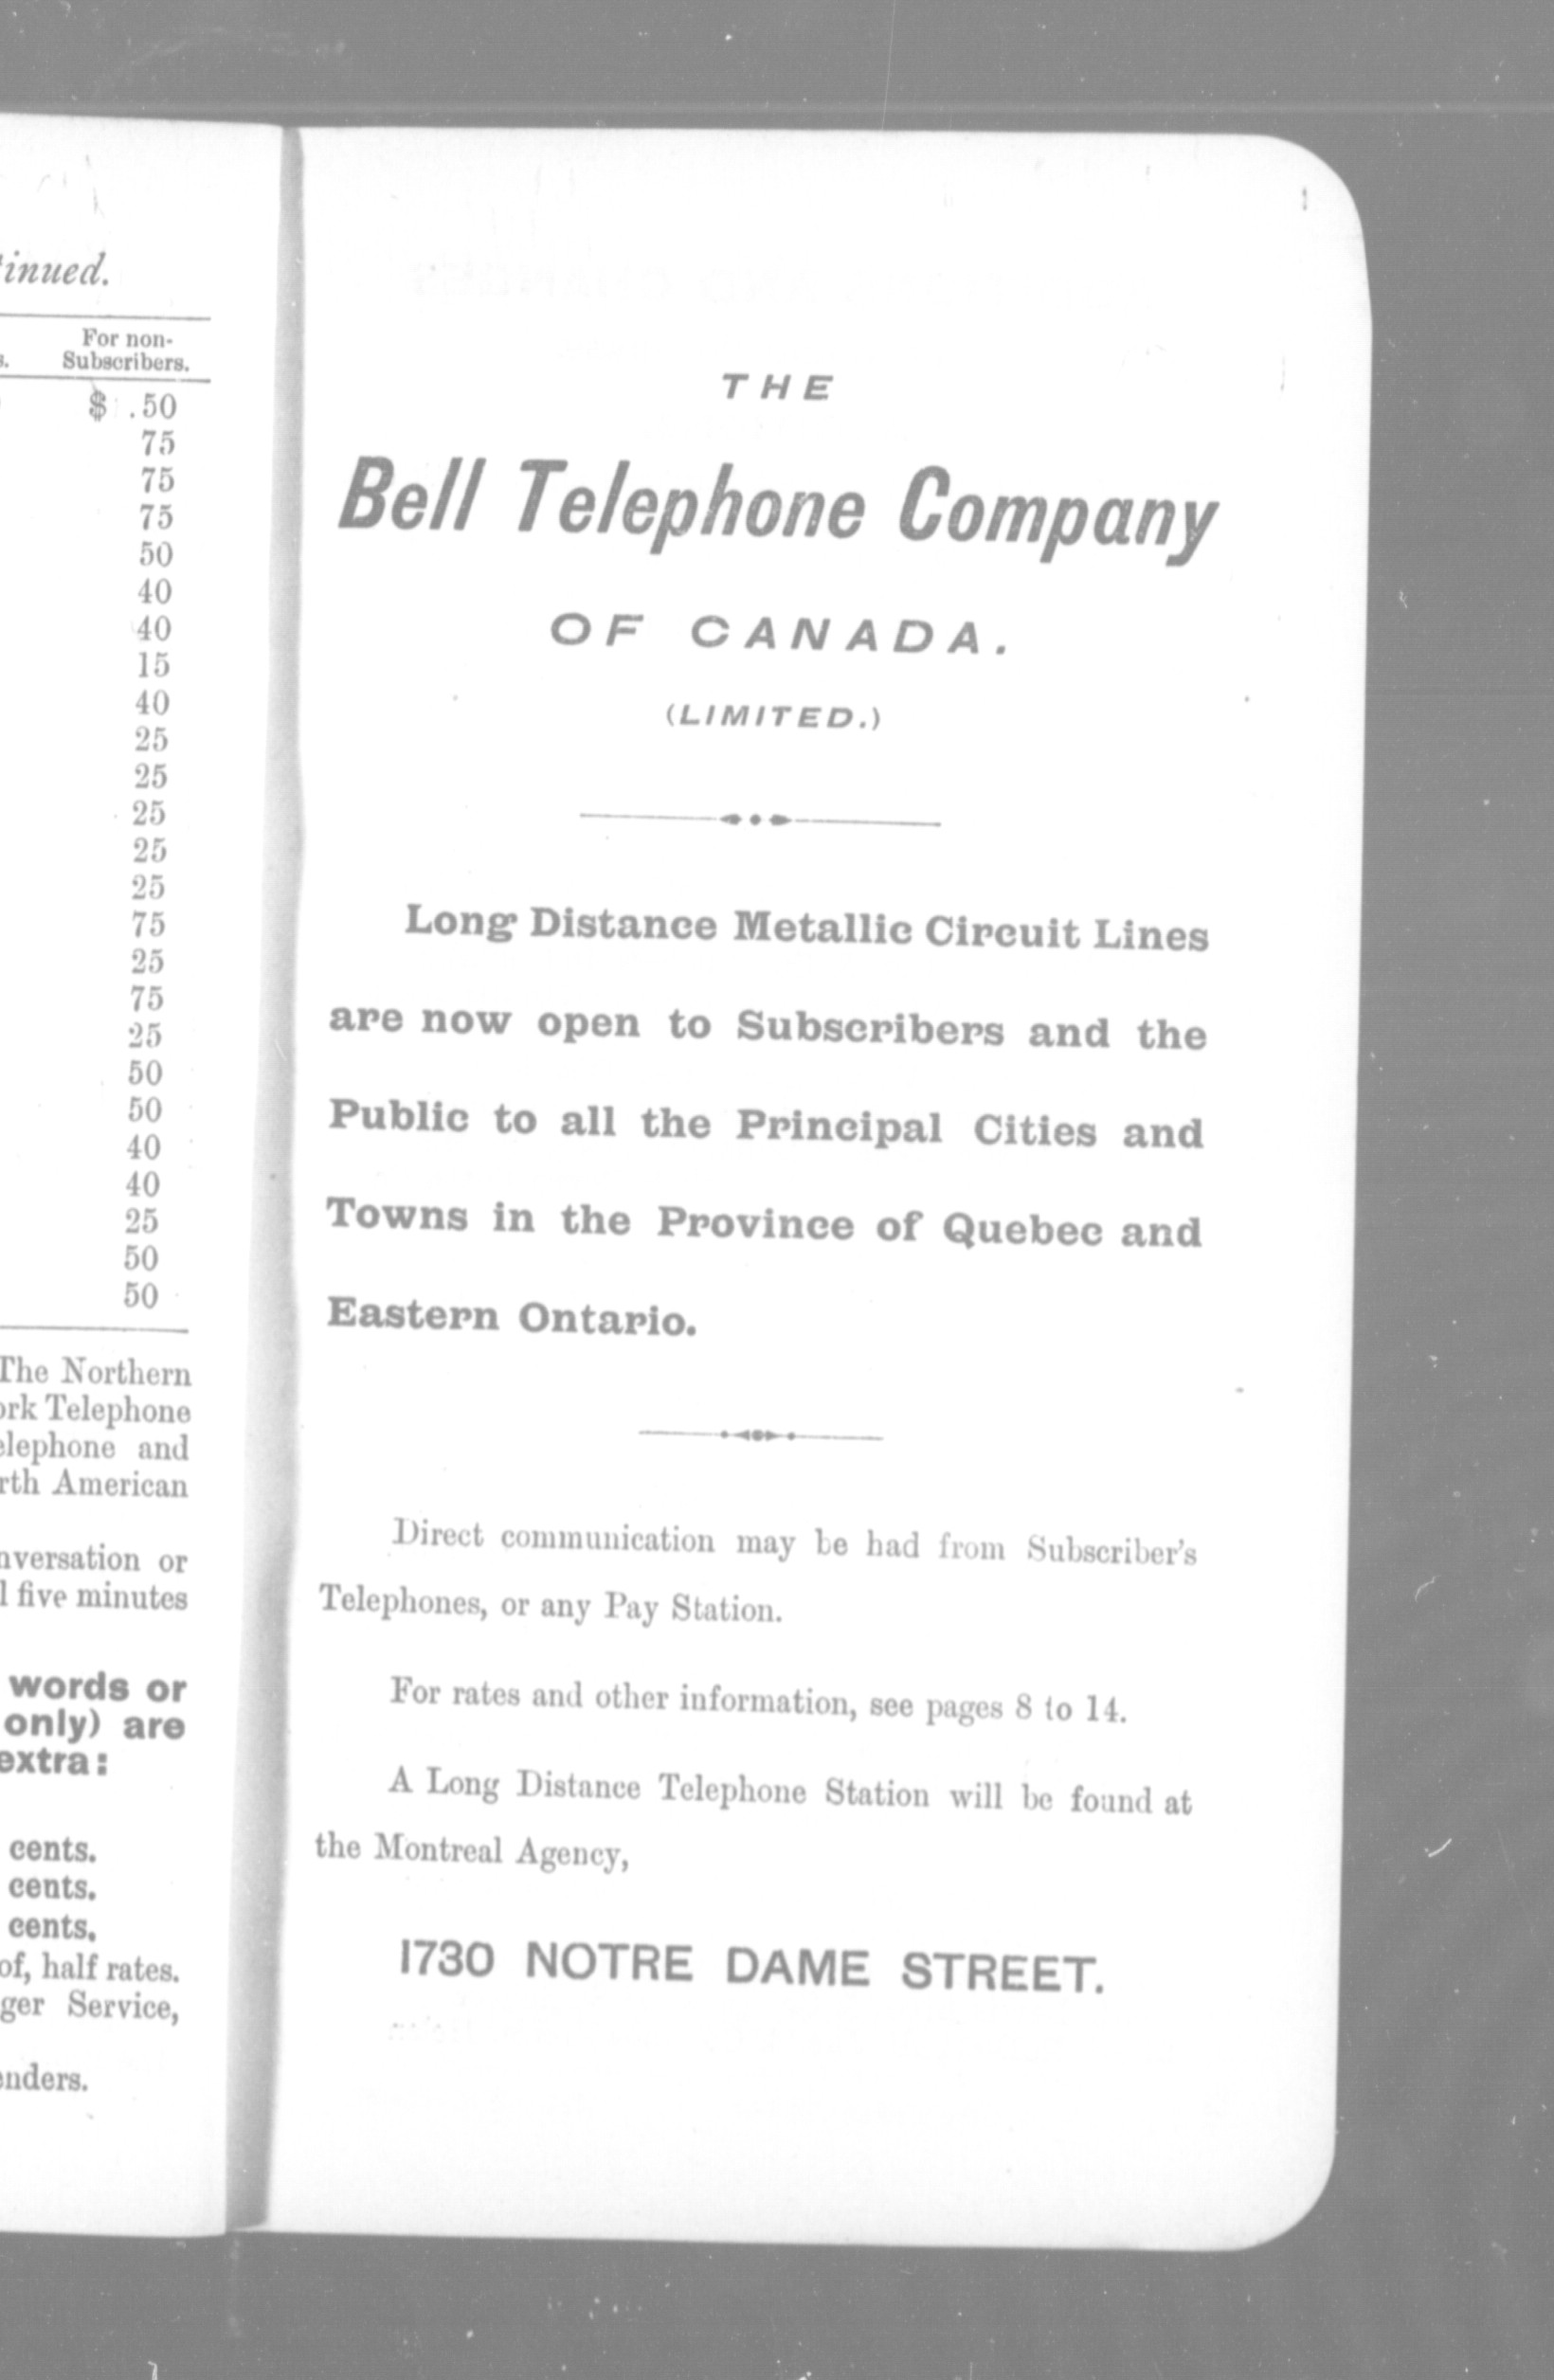 tinued.
For non-
s. Subscribers.
$ .50
75
75
75
50
40
40
15
40
25
25
25
25
25
75
25
75
25
50
50
40
40
25
50
50
The Northern
ork Telephone
elephone and
rth American
nversation or
l five minutes
words or
only) are
extra:
cents.
cents.
cents.
of, half rates.
ger Service,
enders.
THE
Bell Telephone Company
OF CANADA.
(LIMITED.)
Long Distance Metallic Circuit Lines
are now open to Subscribers and the
Public to all the Principal Cities and
Towns in the Province of Quebec and
Eastern Ontario.
Direct communication may be had from Subscriber's
Telephones, or any Pay Station.
For rates and other information, see pages 8 to 14.
A Long Distance Telephone Station will be found at
the Montreal Agency,
1730 NOTRE DAME STREET.